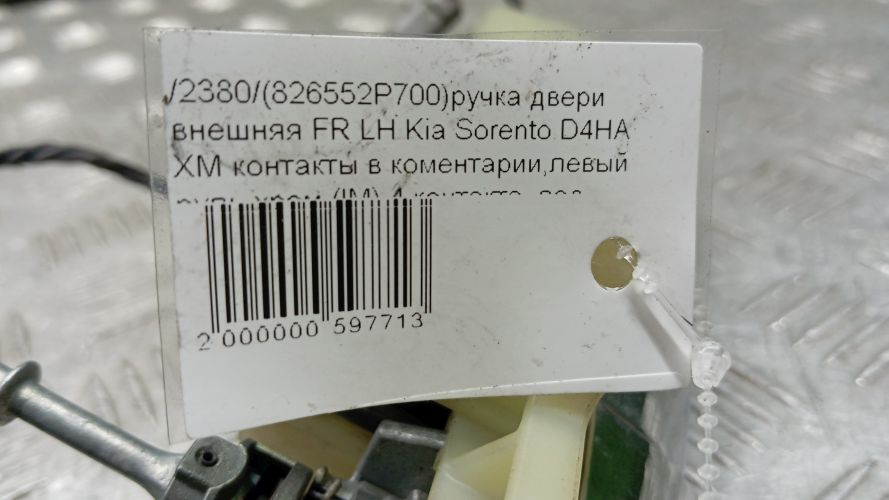 /2380/(826552P700)ручка двери
внешняя FR LH Kia Sorento D4HA
XM контакты в коментарии,левый
2 000000 597713